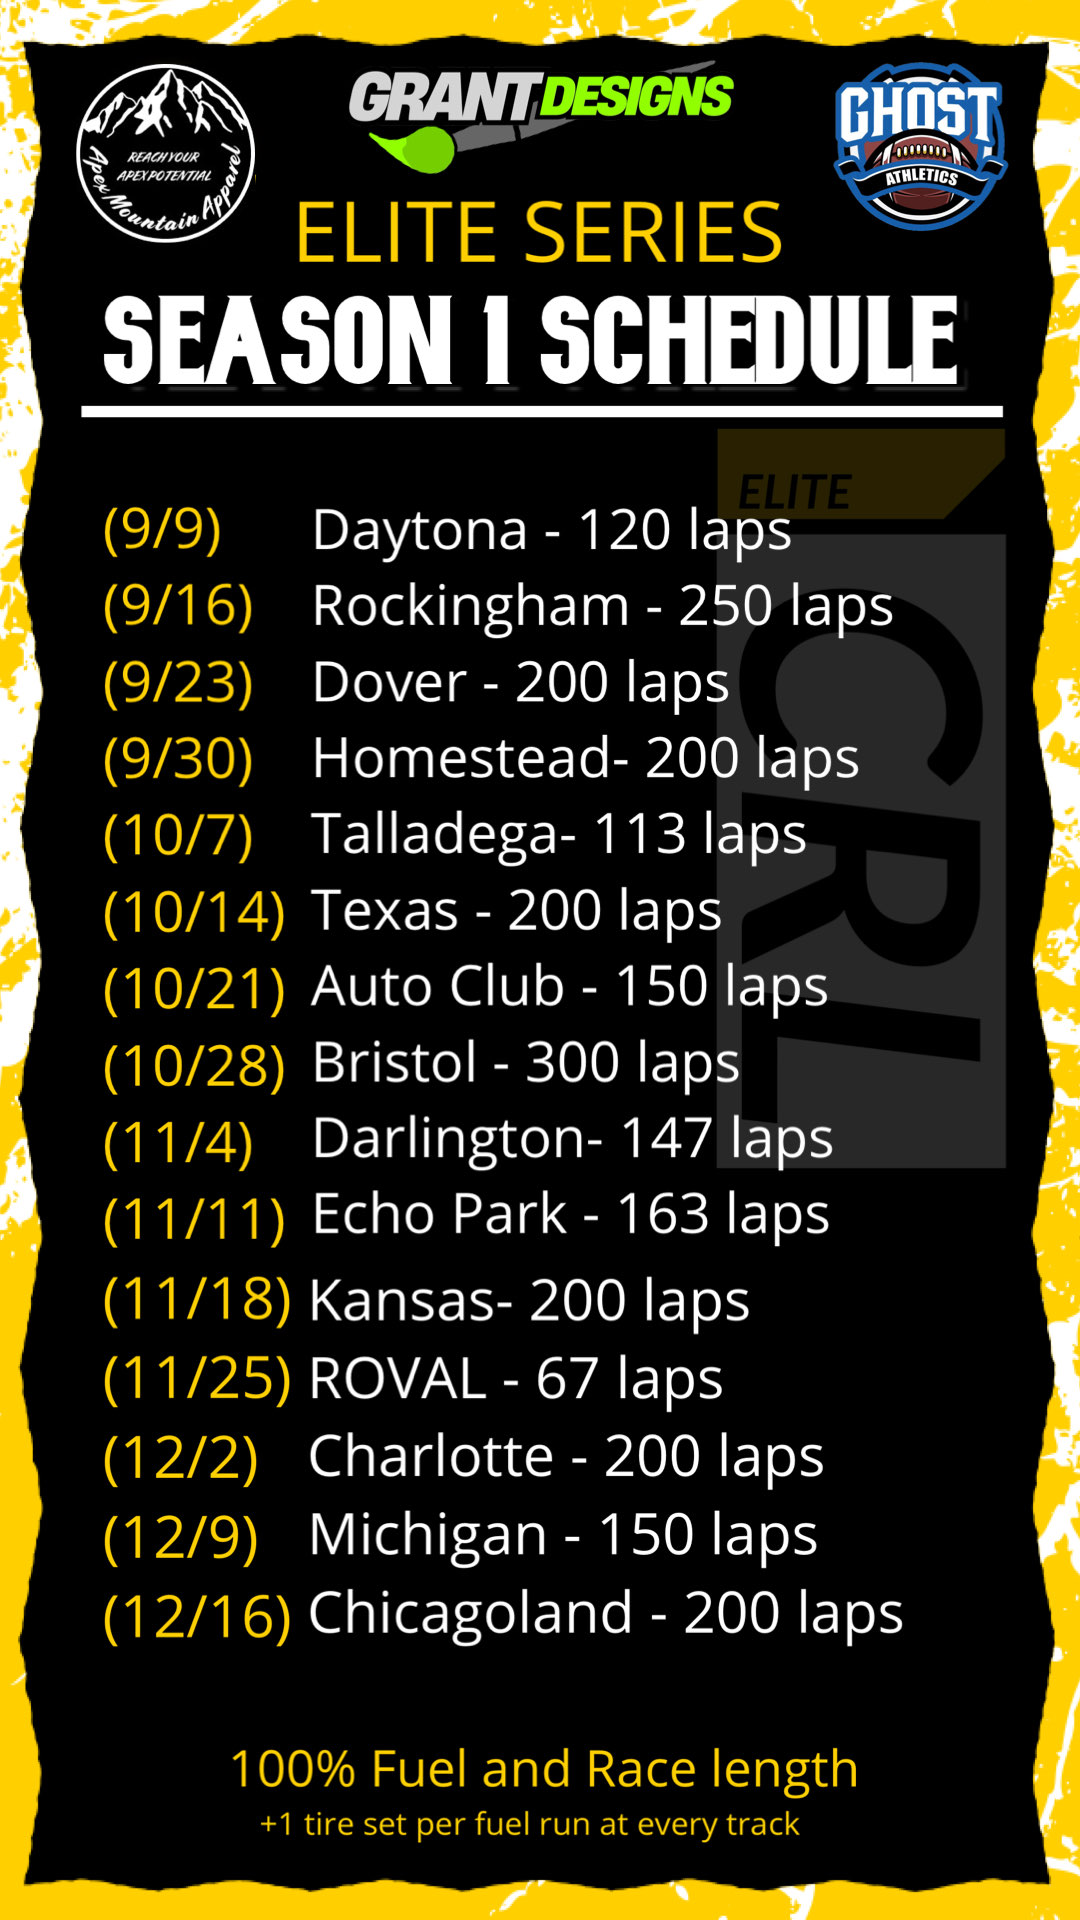 REACH YOUR
APEX POTENTIAL
Apex Mountain Apparel
GRANT DESIGNS
GHOST
ATHLETICS
ELITE SERIES
SEASON 1 SCHEDULE
ELITE
CRL
(9/9) Daytona - 120 laps
(9/16) Rockingham - 250 laps
(9/23) Dover - 200 laps
(9/30) Homestead- 200 laps
(10/7) Talladega- 113 laps
(10/14) Texas - 200 laps
(10/21) Auto Club - 150 laps
(10/28) Bristol - 300 laps
(11/4) Darlington- 147 laps
(11/11) Echo Park - 163 laps
(11/18) Kansas- 200 laps
(11/25) ROVAL - 67 laps
(12/2) Charlotte - 200 laps
(12/9) Michigan - 150 laps
(12/16) Chicagoland - 200 laps
100% Fuel and Race length
+1 tire set per fuel run at every track